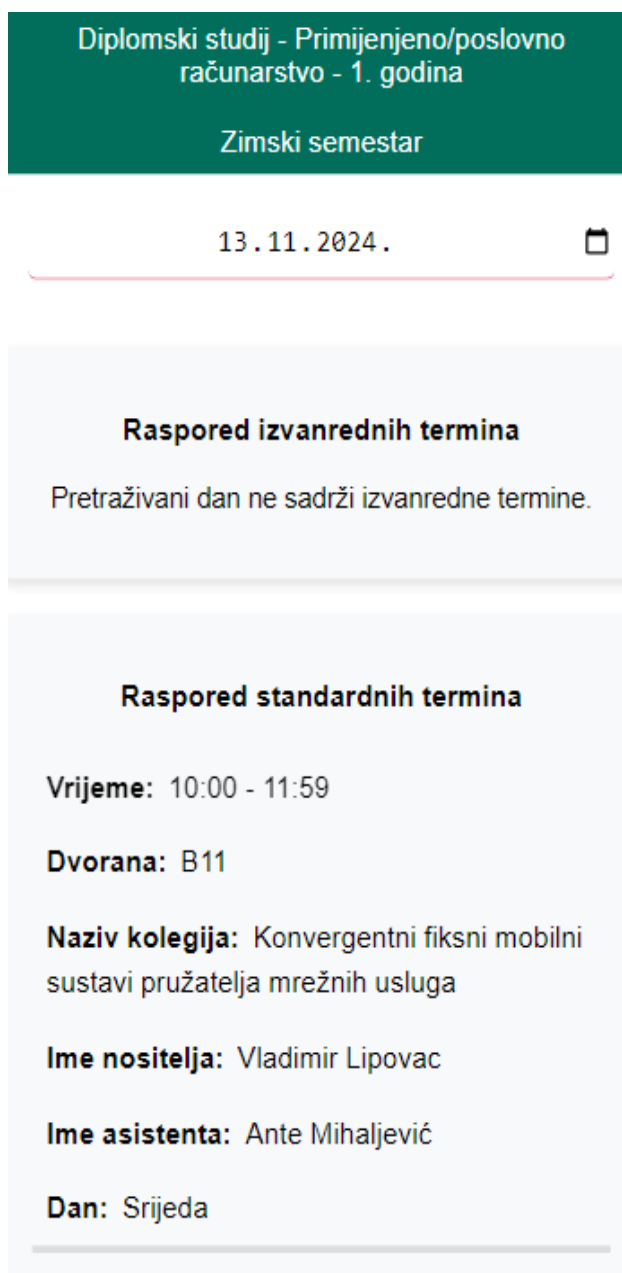 Diplomski studij - Primijenjeno/poslovno
računarstvo - 1. godina
Zimski semestar
13.11.2024.
Raspored izvanrednih termina
Pretraživani dan ne sadrži izvanredne termine.
Raspored standardnih termina
Vrijeme: 10:00 - 11:59
Dvorana: B11
Naziv kolegija: Konvergentni fiksni mobilni
sustavi pružatelja mrežnih usluga
Ime nositelja: Vladimir Lipovac
Ime asistenta: Ante Mihaljević
Dan: Srijeda